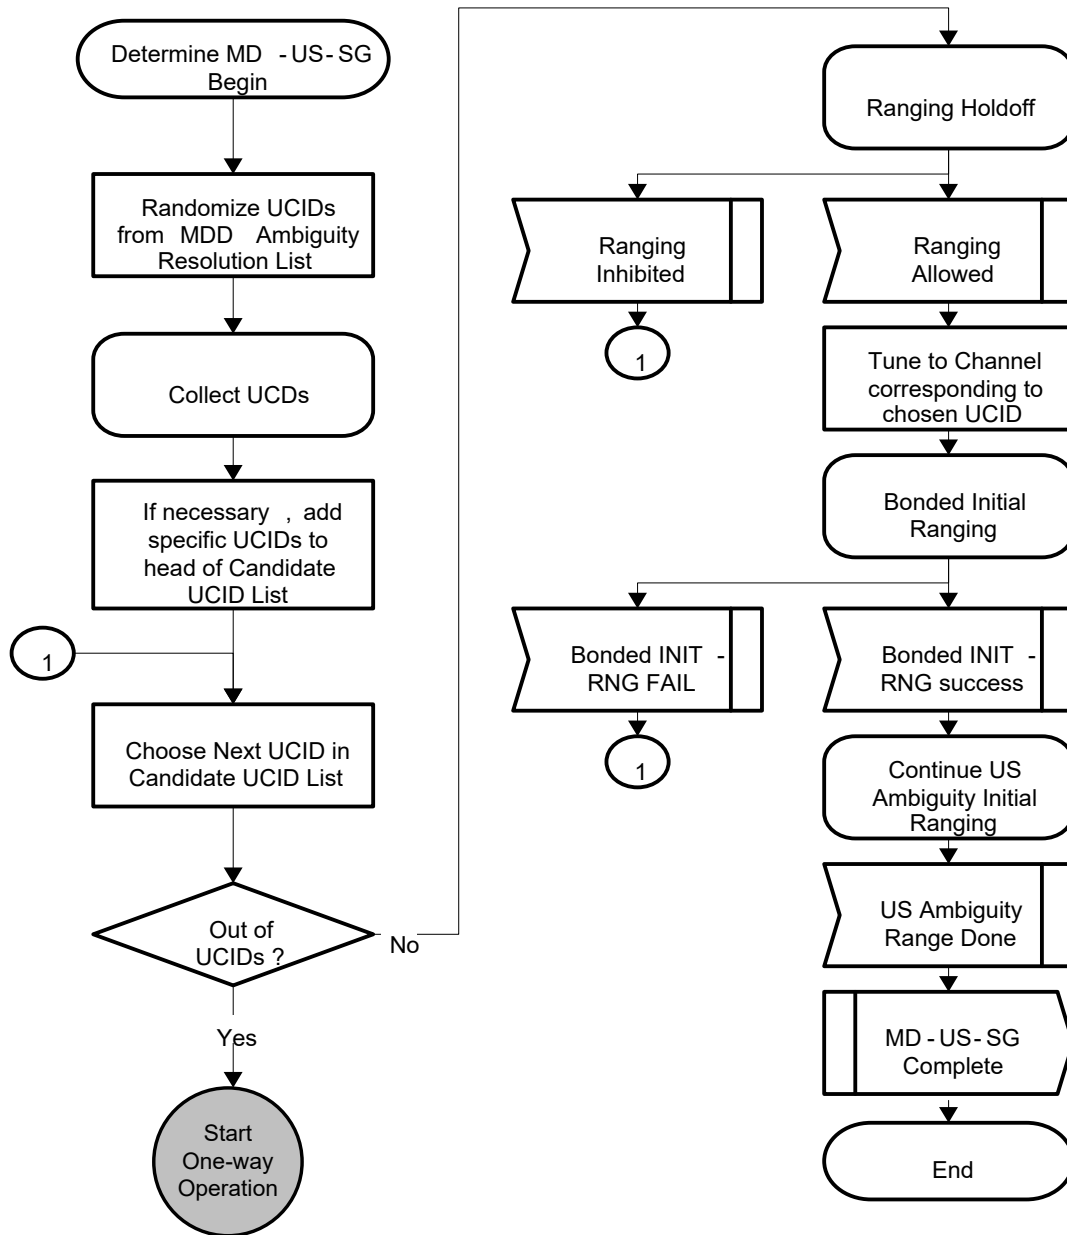 Determine MD - US- SG
Begin
Randomize UCIDs
from MDD Ambiguity
Resolution List
Collect UCDs
If necessary , add
specific UCIDs to
head of Candidate
UCID List
1
Choose Next UCID in
Candidate UCID List
Out of
UCIDs ?
No
Yes
Start
One-way
Operation
Ranging Holdoff
Ranging
Inhibited
Ranging
Allowed
1
Tune to Channel
corresponding to
chosen UCID
Bonded Initial
Ranging
Bonded INIT -
RNG FAIL
Bonded INIT -
RNG success
1
Continue US
Ambiguity Initial
Ranging
US Ambiguity
Range Done
MD - US- SG
Complete
End